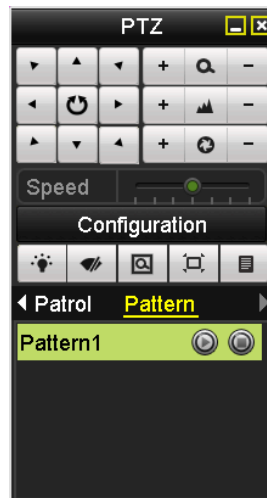 PTZ
+ -
+ -
+ -
Speed
Configuration
Patrol Pattern
Pattern1